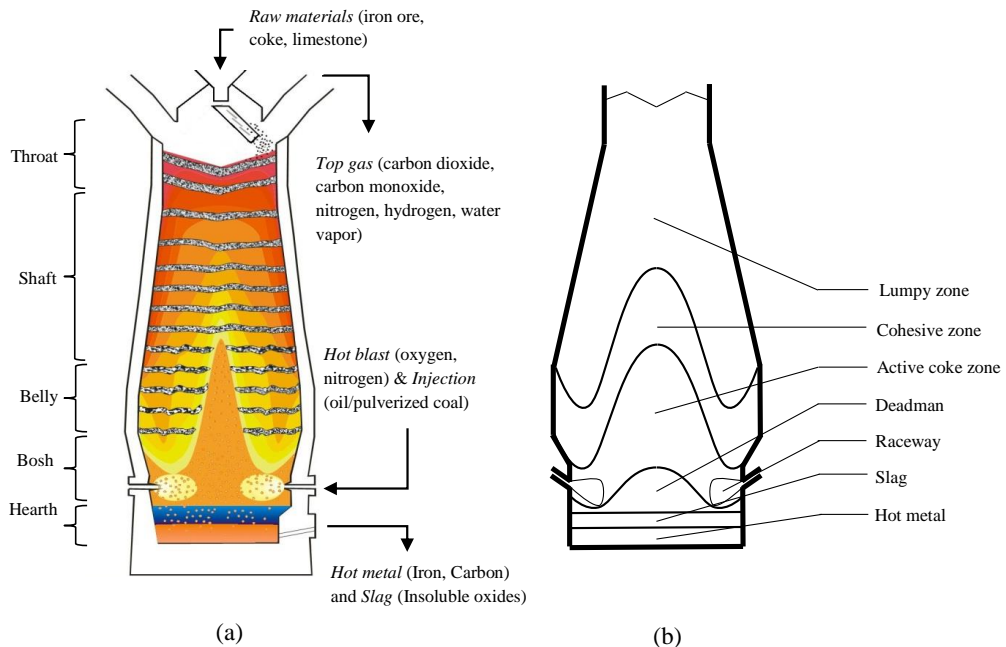 Raw materials (iron ore,
coke, limestone)
Throat
Top gas (carbon dioxide,
carbon monoxide,
nitrogen, hydrogen, water
vapor)
Shaft
Hot blast (oxygen,
nitrogen) & Injection
(oil/pulverized coal)
Belly
Bosh
Hearth
Hot metal (Iron, Carbon)
and Slag (Insoluble oxides)
(a)
Lumpy zone
Cohesive zone
Active coke zone
Deadman
Raceway
Slag
Hot metal
(b)